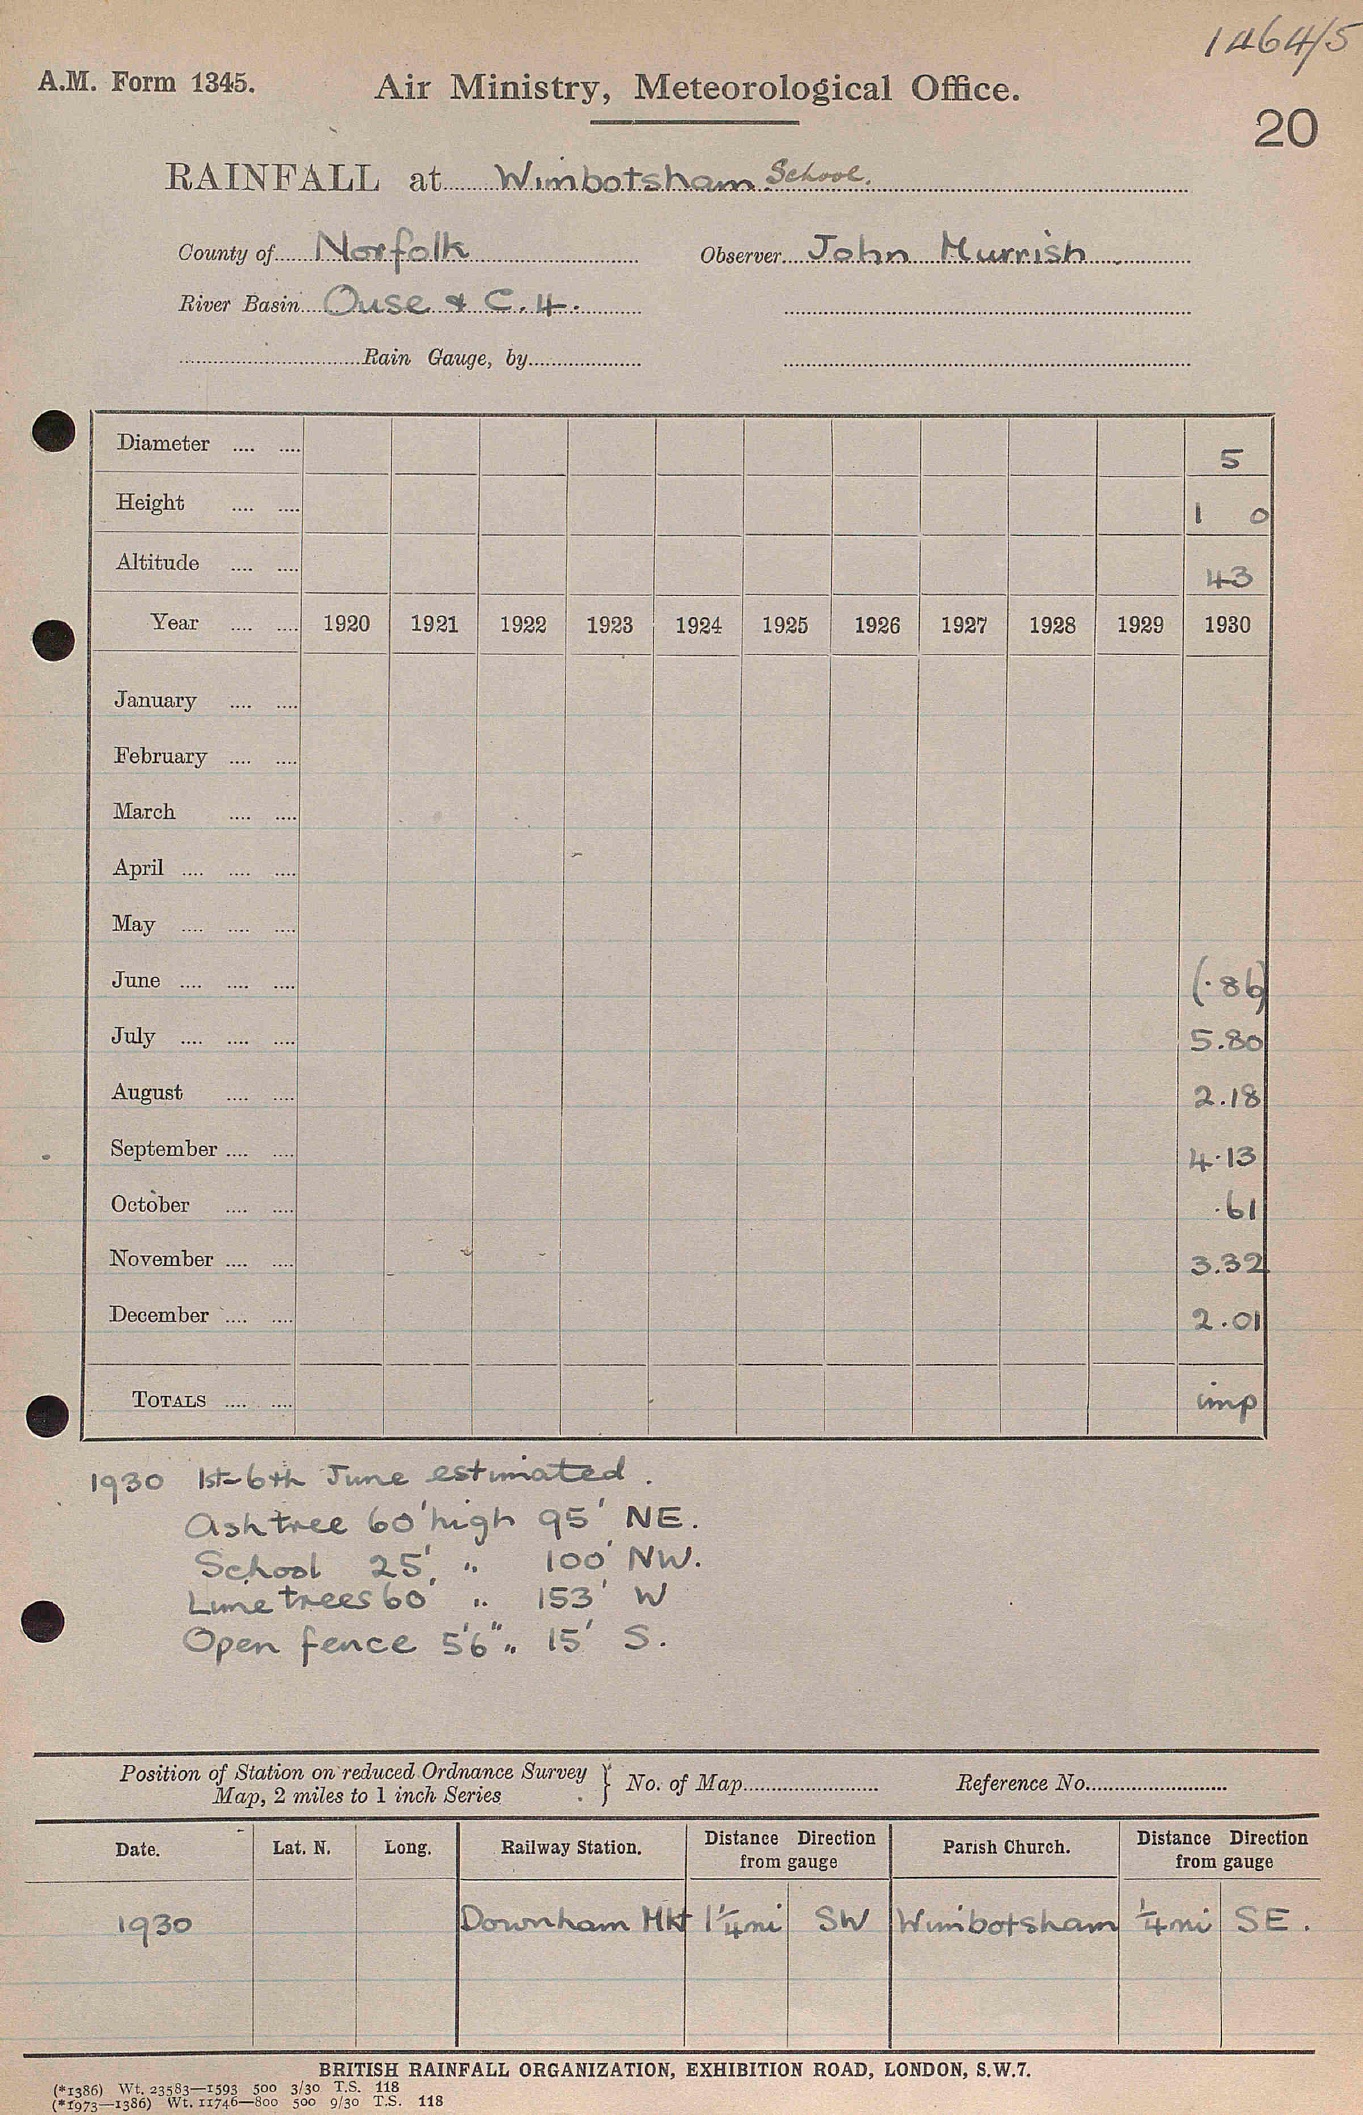 1464/5
A.M. Form 1345. Air Ministry, Meteorological Office.
20
RAINFALL at Wimbotsham School.
County of Norfolk Observer John Murrish
River Basin Ouse & C.4.
Rain Gauge, by
Diameter .... .... 5
Height .... .... 1 0
Altitude .... .... 43
Year .... .... 1920 1921 1922 1923 1924 1925 1926 1927 1928 1929 1930
January .... ....
February .... ....
March .... ....
April .... .... ....
May .... .... ....
June .... .... .... (.86)
July .... .... .... 5.80
August .... .... 2.18
September .... .... 4.13
October .... .... .61
November .... .... 3.32
December .... .... 2.01
TOTALS .... .... imp
1930 1st-6th June estimated.
Ash tree 60' high 95' NE.
School 25' " 100' NW.
Lime trees 60' " 153' W
Open fence 5'6" " 15' S.
Position of Station on reduced Ordnance Survey
Map, 2 miles to 1 inch Series } No. of Map Reference No.
Date. Lat. N. Long. Railway Station. Distance Direction from gauge Parish Church. Distance Direction from gauge
1930 Downham Mkt 1¼ mi SW Wimbotsham ¼ mi SE.
BRITISH RAINFALL ORGANIZATION, EXHIBITION ROAD, LONDON, S.W.7.
(*1386) Wt. 23583—1593 500 3/30 T.S. 118
(*1973—1386) Wt. 11746—800 500 9/30 T.S. 118